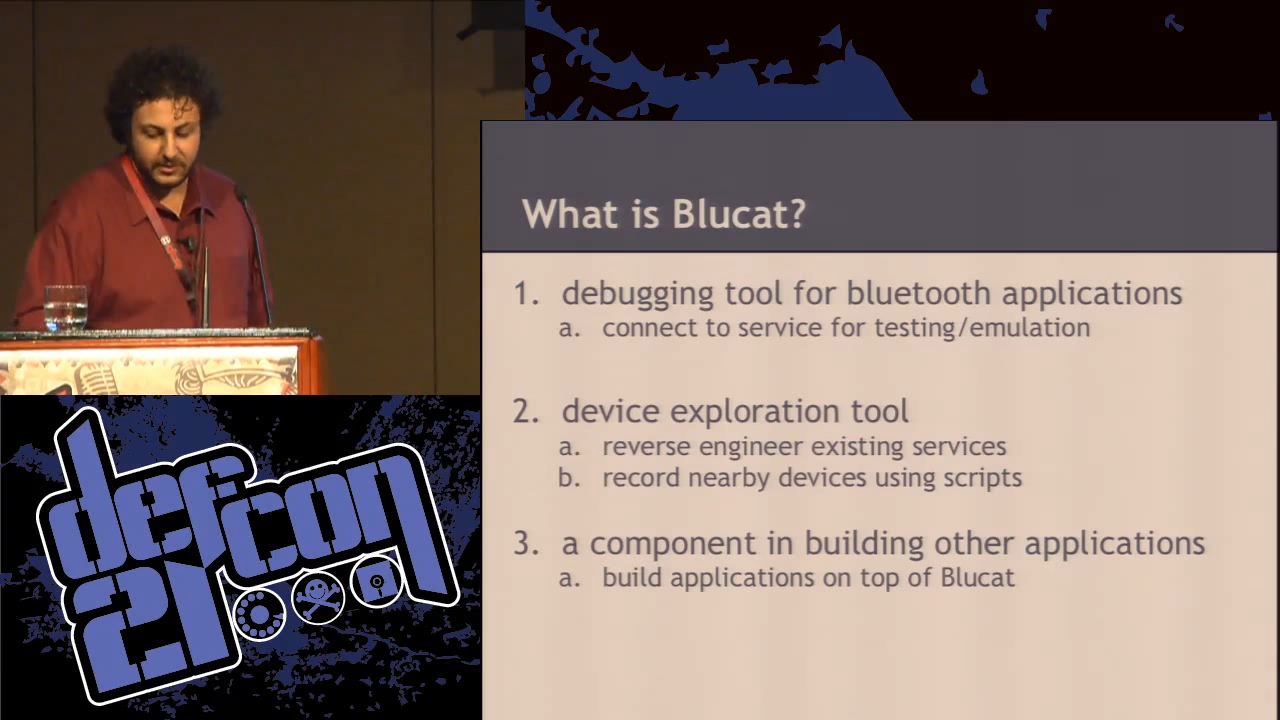 What is Blucat?
1. debugging tool for bluetooth applications
a. connect to service for testing/emulation
2. device exploration tool
a. reverse engineer existing services
b. record nearby devices using scripts
3. a component in building other applications
a. build applications on top of Blucat
defcon
21